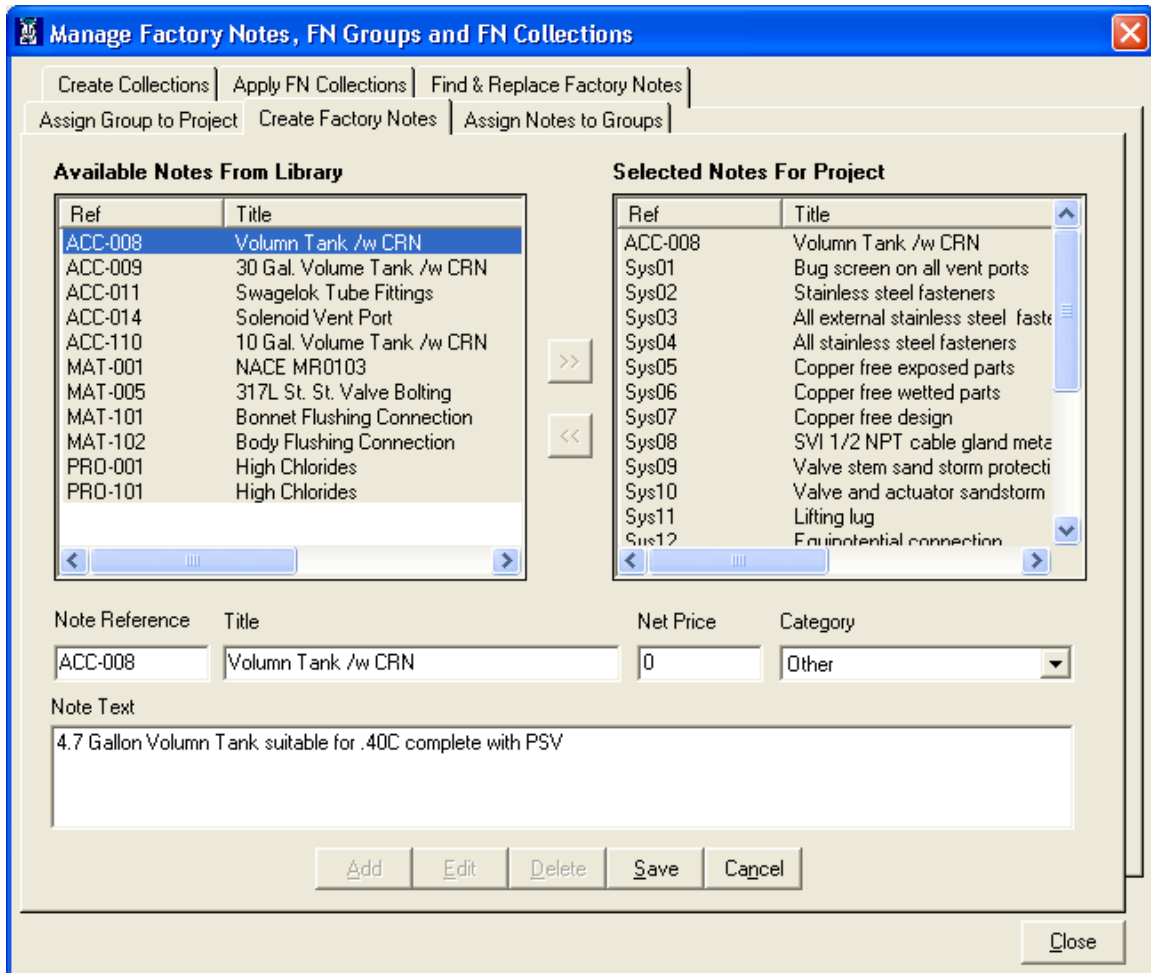 Manage Factory Notes, FN Groups and FN Collections
Create Collections Apply FN Collections Find & Replace Factory Notes
Assign Group to Project Create Factory Notes Assign Notes to Groups
Available Notes From Library
Ref Title
ACC-008 Volumn Tank /w CRN
ACC-009 30 Gal. Volume Tank /w CRN
ACC-011 Swagelok Tube Fittings
ACC-014 Solenoid Vent Port
ACC-110 10 Gal. Volume Tank /w CRN
MAT-001 NACE MR0103
MAT-005 317L St. St. Valve Bolting
MAT-101 Bonnet Flushing Connection
MAT-102 Body Flushing Connection
PRO-001 High Chlorides
PRO-101 High Chlorides
>>
<<
Selected Notes For Project
Ref Title
ACC-008 Volumn Tank /w CRN
Sys01 Bug screen on all vent ports
Sys02 Stainless steel fasteners
Sys03 All external stainless steel faste
Sys04 All stainless steel fasteners
Sys05 Copper free exposed parts
Sys06 Copper free wetted parts
Sys07 Copper free design
Sys08 SVI 1/2 NPT cable gland meta
Sys09 Valve stem sand storm protecti
Sys10 Valve and actuator sandstorm
Sys11 Lifting lug
Sys12 Equipotential connection
Note Reference Title Net Price Category
ACC-008 Volumn Tank /w CRN 0 Other
Note Text
4.7 Gallon Volumn Tank suitable for .40C complete with PSV
Add Edit Delete Save Cancel
Close